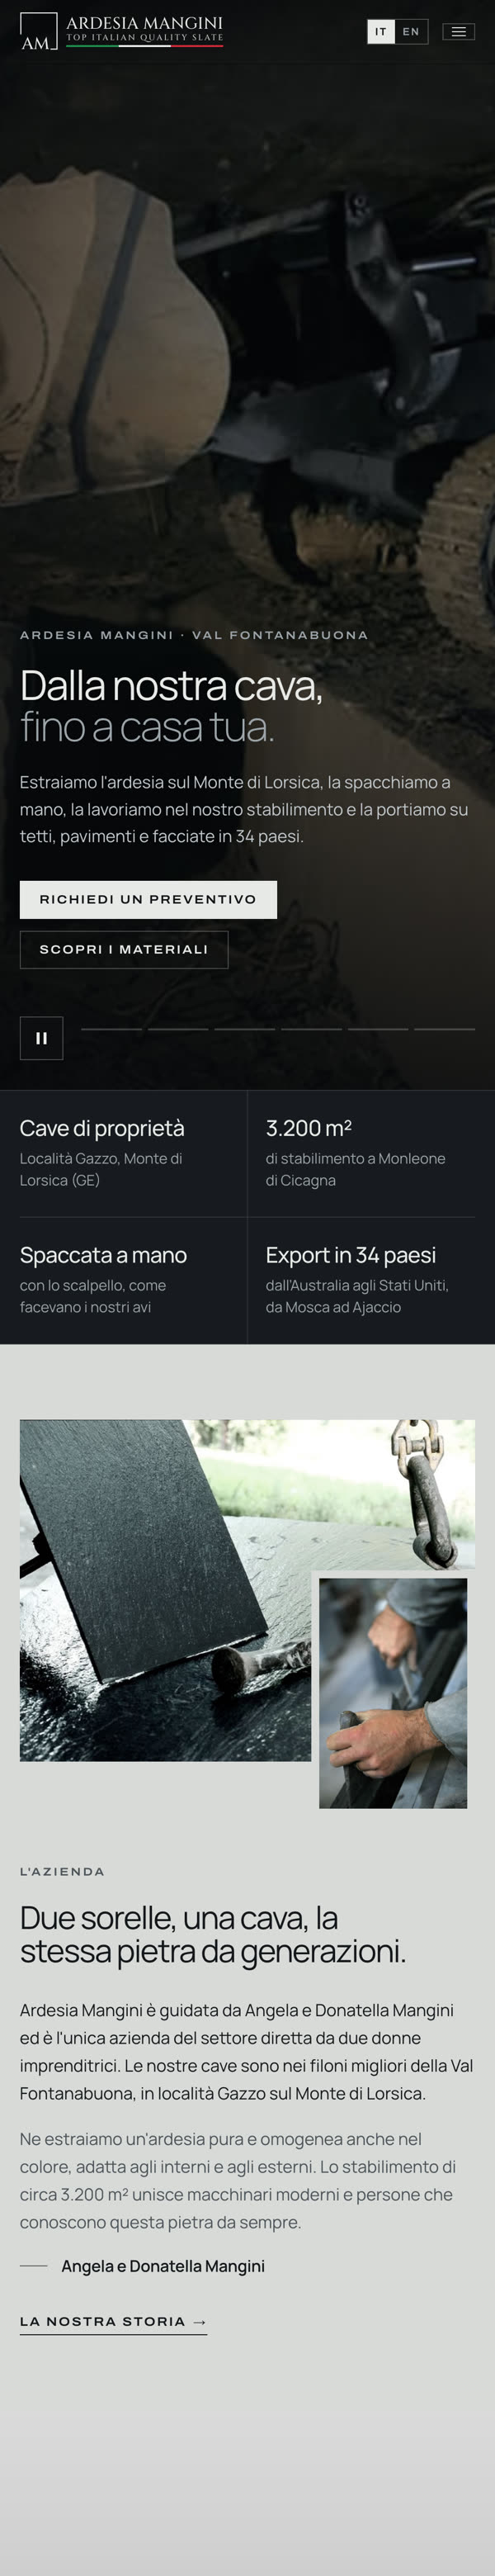 AM
ARDESIA MANGINI
TOP ITALIAN QUALITY SLATE
IT EN
ARDESIA MANGINI · VAL FONTANABUONA
Dalla nostra cava,
fino a casa tua.
Estraiamo l'ardesia sul Monte di Lorsica, la spacchiamo a
mano, la lavoriamo nel nostro stabilimento e la portiamo su
tetti, pavimenti e facciate in 34 paesi.
RICHIEDI UN PREVENTIVO
SCOPRI I MATERIALI
Cave di proprietà
Località Gazzo, Monte di
Lorsica (GE)
3.200 m²
di stabilimento a Monleone
di Cicagna
Spaccata a mano
con lo scalpello, come
facevano i nostri avi
Export in 34 paesi
dall'Australia agli Stati Uniti,
da Mosca ad Ajaccio
L'AZIENDA
Due sorelle, una cava, la
stessa pietra da generazioni.
Ardesia Mangini è guidata da Angela e Donatella Mangini
ed è l'unica azienda del settore diretta da due donne
imprenditrici. Le nostre cave sono nei filoni migliori della Val
Fontanabuona, in località Gazzo sul Monte di Lorsica.
Ne estraiamo un'ardesia pura e omogenea anche nel
colore, adatta agli interni e agli esterni. Lo stabilimento di
circa 3.200 m² unisce macchinari moderni e persone che
conoscono questa pietra da sempre.
Angela e Donatella Mangini
LA NOSTRA STORIA →